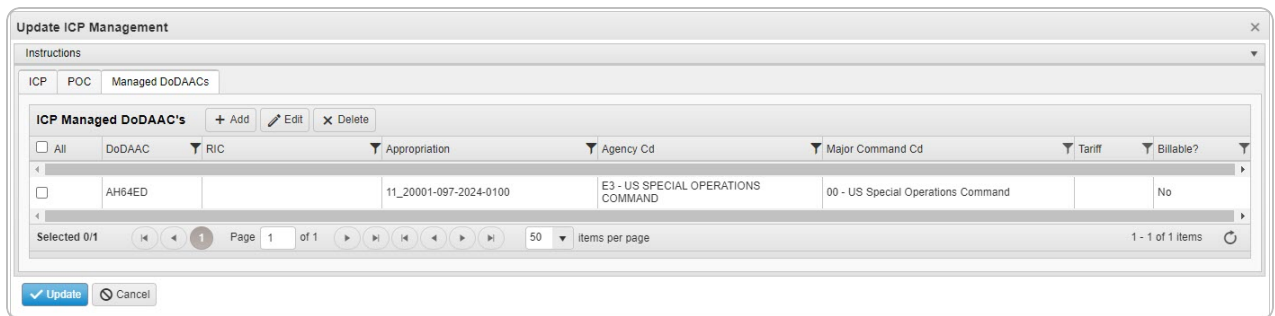 Update ICP Management
Instructions
ICP POC Managed DoDAACs
ICP Managed DoDAAC's + Add Edit Delete
All DoDAAC RIC Appropriation Agency Cd Major Command Cd Tariff Billable?
AH64ED 11_20001-097-2024-0100 E3 - US SPECIAL OPERATIONS COMMAND 00 - US Special Operations Command No
Selected 0/1 1 Page 1 of 1 50 items per page 1 - 1 of 1 items
Update Cancel